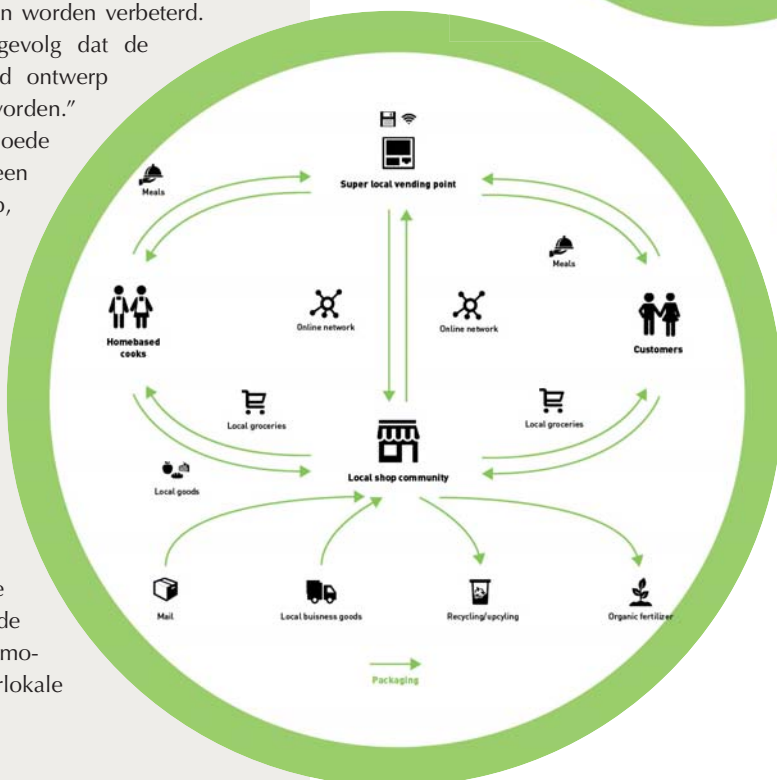 n worden verbeterd.
gevolg dat de
d ontwerp
worden.”
oede
een
o,
e
de
mo-
rlokale
Super local vending point
Meals
Meals
Homebased
cooks
Online network
Online network
Customers
Local groceries
Local groceries
Local goods
Local shop community
Mail
Local buisness goods
Recycling/upcyling
Organic fertilizer
Packaging